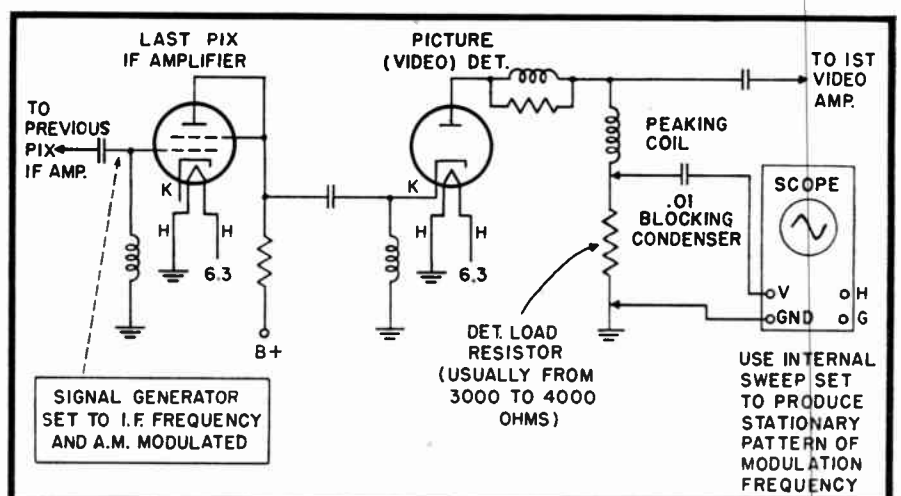 LAST PIX
IF AMPLIFIER
PICTURE
(VIDEO) DET.
TO 1ST
VIDEO
AMP.
TO
PREVIOUS
PIX
IF AMP.
PEAKING
COIL
K
H
H
6.3
K
H
H
6.3
.01
BLOCKING
CONDENSER
SCOPE
V
H
GND
G
B+
DET. LOAD
RESISTOR
(USUALLY FROM
3000 TO 4000
OHMS)
SIGNAL GENERATOR
SET TO I.F. FREQUENCY
AND A.M. MODULATED
USE INTERNAL
SWEEP SET
TO PRODUCE
STATIONARY
PATTERN OF
MODULATION
FREQUENCY